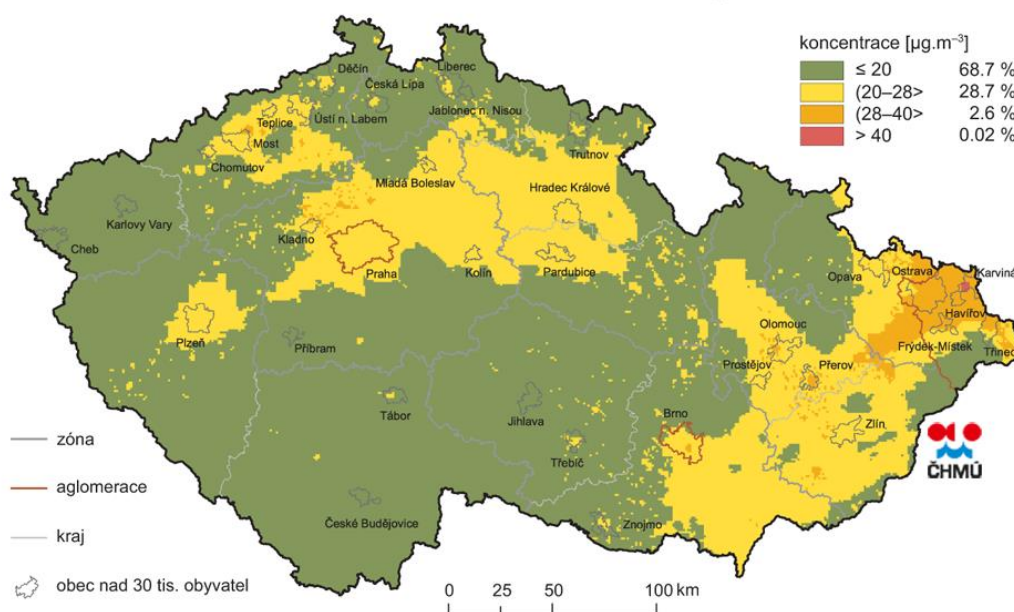 koncentrace [µg.m⁻³]
≤ 20 68.7 %
(20–28> 28.7 %
(28–40> 2.6 %
> 40 0.02 %
Děčín
Liberec
Česká Lípa
Jablonec n. Nisou
Teplice
Ústí n. Labem
Most
Trutnov
Chomutov
Mladá Boleslav
Hradec Králové
Karlovy Vary
Kladno
Cheb
Praha
Kolín
Pardubice
Opava
Ostrava
Karviná
Havířov
Olomouc
Plzeň
Příbram
Frýdek-Místek
Třinec
Prostějov
Přerov
Tábor
Jihlava
Brno
Zlín
Třebíč
ČHMÚ
České Budějovice
Znojmo
zóna
aglomerace
kraj
obec nad 30 tis. obyvatel
0 25 50 100 km